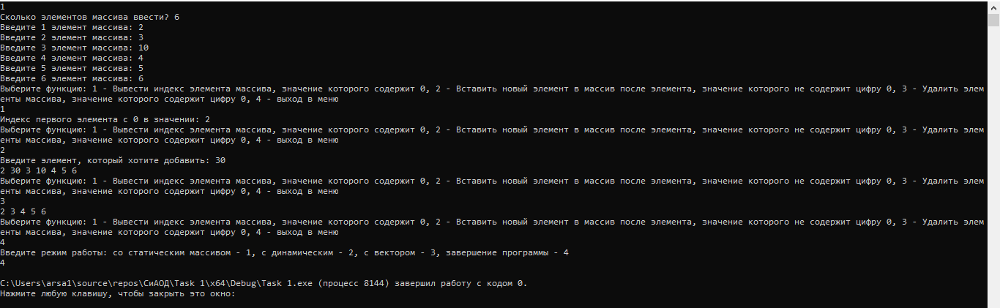 1
Сколько элементов массива ввести? 6
Введите 1 элемент массива: 2
Введите 2 элемент массива: 3
Введите 3 элемент массива: 10
Введите 4 элемент массива: 4
Введите 5 элемент массива: 5
Введите 6 элемент массива: 6
Выберите функцию: 1 - Вывести индекс элемента массива, значение которого содержит 0, 2 - Вставить новый элемент в массив после элемента, значение которого не содержит цифру 0, 3 - Удалить элем
енты массива, значение которого содержит цифру 0, 4 - выход в меню
1
Индекс первого элемента с 0 в значении: 2
Выберите функцию: 1 - Вывести индекс элемента массива, значение которого содержит 0, 2 - Вставить новый элемент в массив после элемента, значение которого не содержит цифру 0, 3 - Удалить элем
енты массива, значение которого содержит цифру 0, 4 - выход в меню
2
Введите элемент, который хотите добавить: 30
2 30 3 10 4 5 6
Выберите функцию: 1 - Вывести индекс элемента массива, значение которого содержит 0, 2 - Вставить новый элемент в массив после элемента, значение которого не содержит цифру 0, 3 - Удалить элем
енты массива, значение которого содержит цифру 0, 4 - выход в меню
3
2 3 4 5 6
Выберите функцию: 1 - Вывести индекс элемента массива, значение которого содержит 0, 2 - Вставить новый элемент в массив после элемента, значение которого не содержит цифру 0, 3 - Удалить элем
енты массива, значение которого содержит цифру 0, 4 - выход в меню
4
Введите режим работы: со статическим массивом - 1, с динамическим - 2, с вектором - 3, завершение программы - 4
4
C:\Users\arsa1\source\repos\СиАОД\Task 1\x64\Debug\Task 1.exe (процесс 8144) завершил работу с кодом 0.
Нажмите любую клавишу, чтобы закрыть это окно: